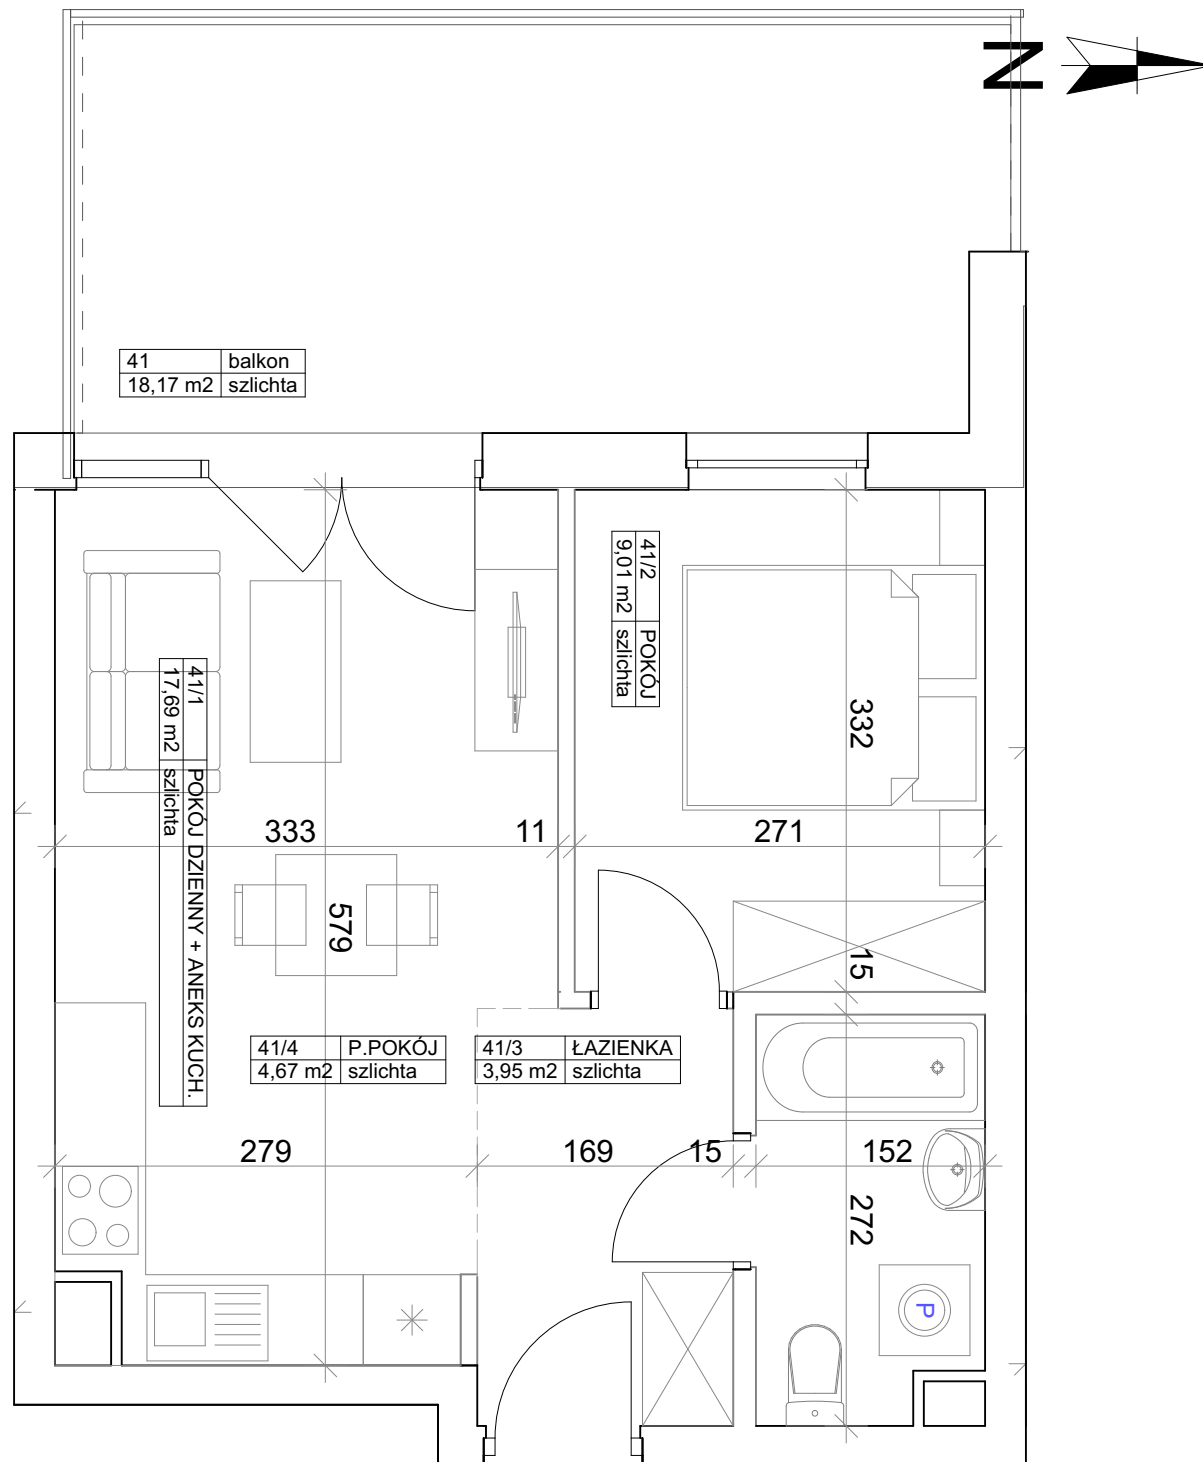 N
41 balkon
18,17 m2 szlichta
41/2 POKÓJ
9,01 m2 szlichta
332
41/1 POKÓJ DZIENNY + ANEKS KUCH.
17,69 m2 szlichta
333 11 271
579
15
41/4 P.POKÓJ
4,67 m2 szlichta
41/3 ŁAZIENKA
3,95 m2 szlichta
279 169 15 152
272
P